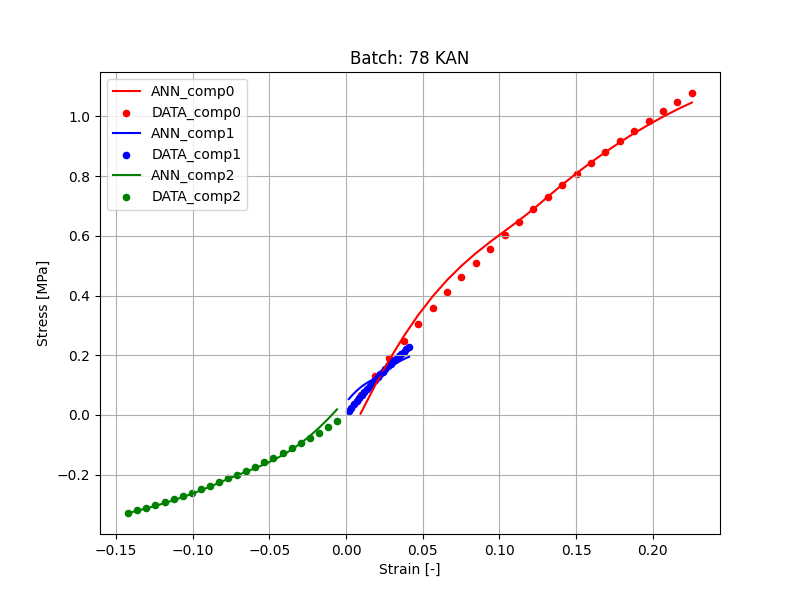 Batch: 78 KAN
ANN_comp0
DATA_comp0
ANN_comp1
DATA_comp1
ANN_comp2
DATA_comp2
Stress [MPa]
1.0
0.8
0.6
0.4
0.2
0.0
−0.2
−0.15
−0.10
−0.05
0.00
0.05
0.10
0.15
0.20
Strain [-]